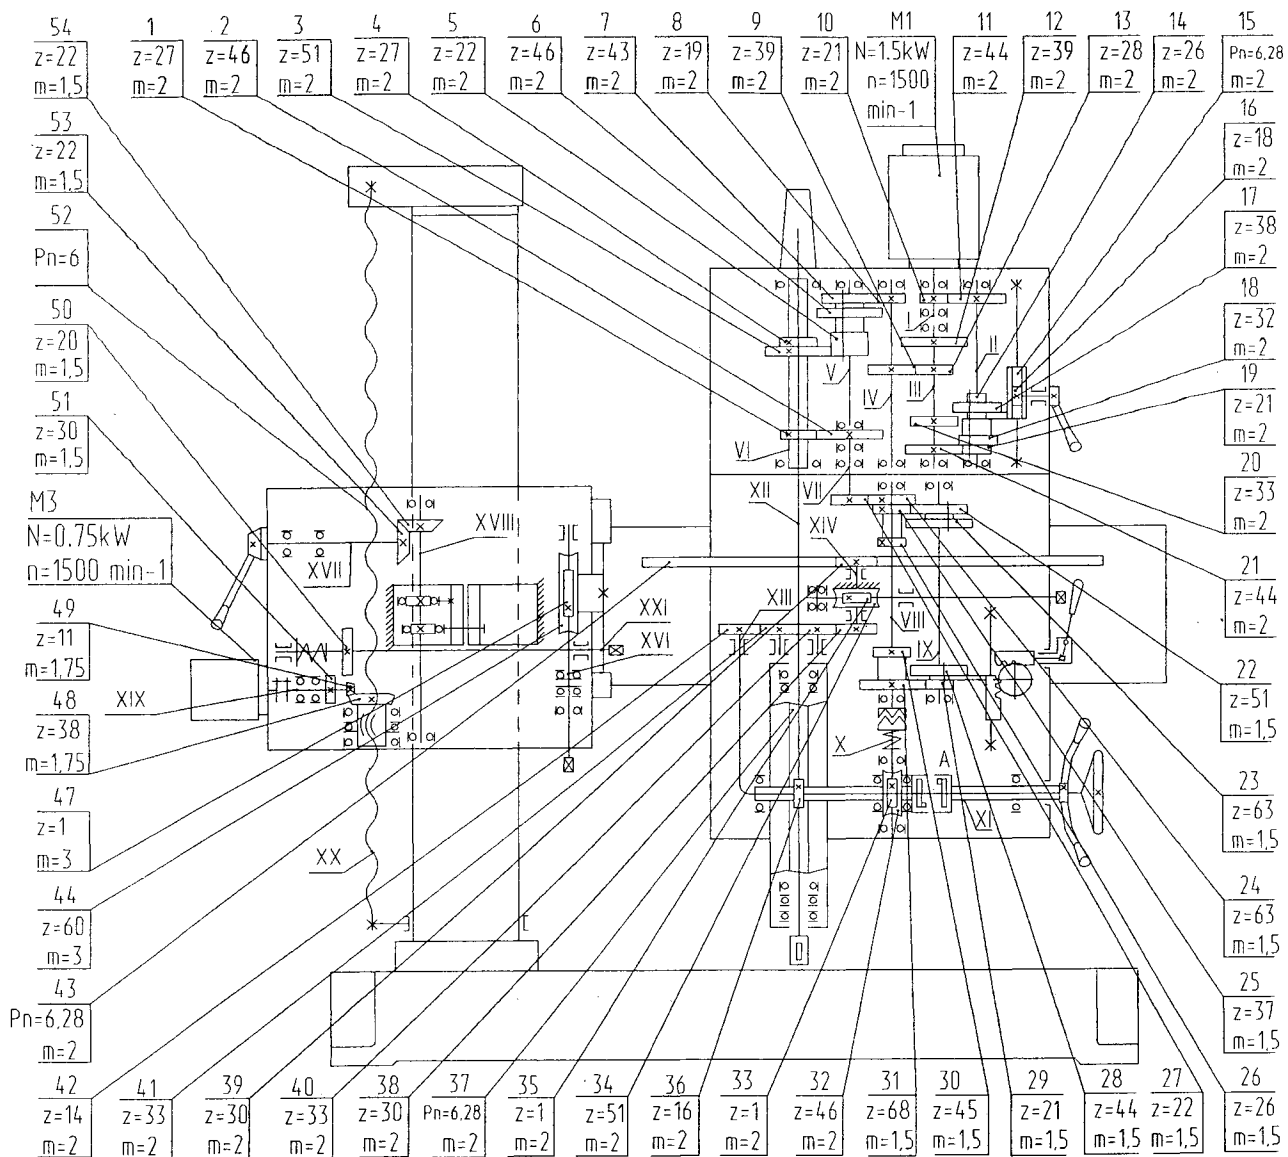 54
z=22
m=1,5
1
z=27
m=2
2
z=46
m=2
3
z=51
m=2
4
z=27
m=2
5
z=22
m=2
6
z=46
m=2
7
z=43
m=2
8
z=19
m=2
9
z=39
m=2
10
z=21
m=2
M1
N=1.5kW
n=1500
min-1
11
z=44
m=2
12
z=39
m=2
13
z=28
m=2
14
z=26
m=2
15
Pn=6,28
m=2
16
z=18
m=2
17
z=38
m=2
18
z=32
m=2
19
z=21
m=2
20
z=33
m=2
21
z=44
m=2
22
z=51
m=1,5
23
z=63
m=1,5
24
z=63
m=1,5
25
z=37
m=1,5
26
z=26
m=1,5
53
z=22
m=1,5
52
Pn=6
50
z=20
m=1,5
51
z=30
m=1,5
M3
N=0.75kW
n=1500 min-1
49
z=11
m=1,75
48
z=38
m=1,75
47
z=1
m=3
44
z=60
m=3
43
Pn=6,28
m=2
I
II
III
IV
V
VI
VII
XII
XIV
XIII
VIII
IX
X
A
XI
XVIII
XVII
XXI
XVI
XIX
XX
42
z=14
m=2
41
z=33
m=2
39
z=30
m=2
40
z=33
m=2
38
z=30
m=2
37
Pn=6,28
m=2
35
z=1
m=2
34
z=51
m=2
36
z=16
m=2
33
z=1
m=2
32
z=46
m=2
31
z=68
m=1,5
30
z=45
m=1,5
29
z=21
m=1,5
28
z=44
m=1,5
27
z=22
m=1,5